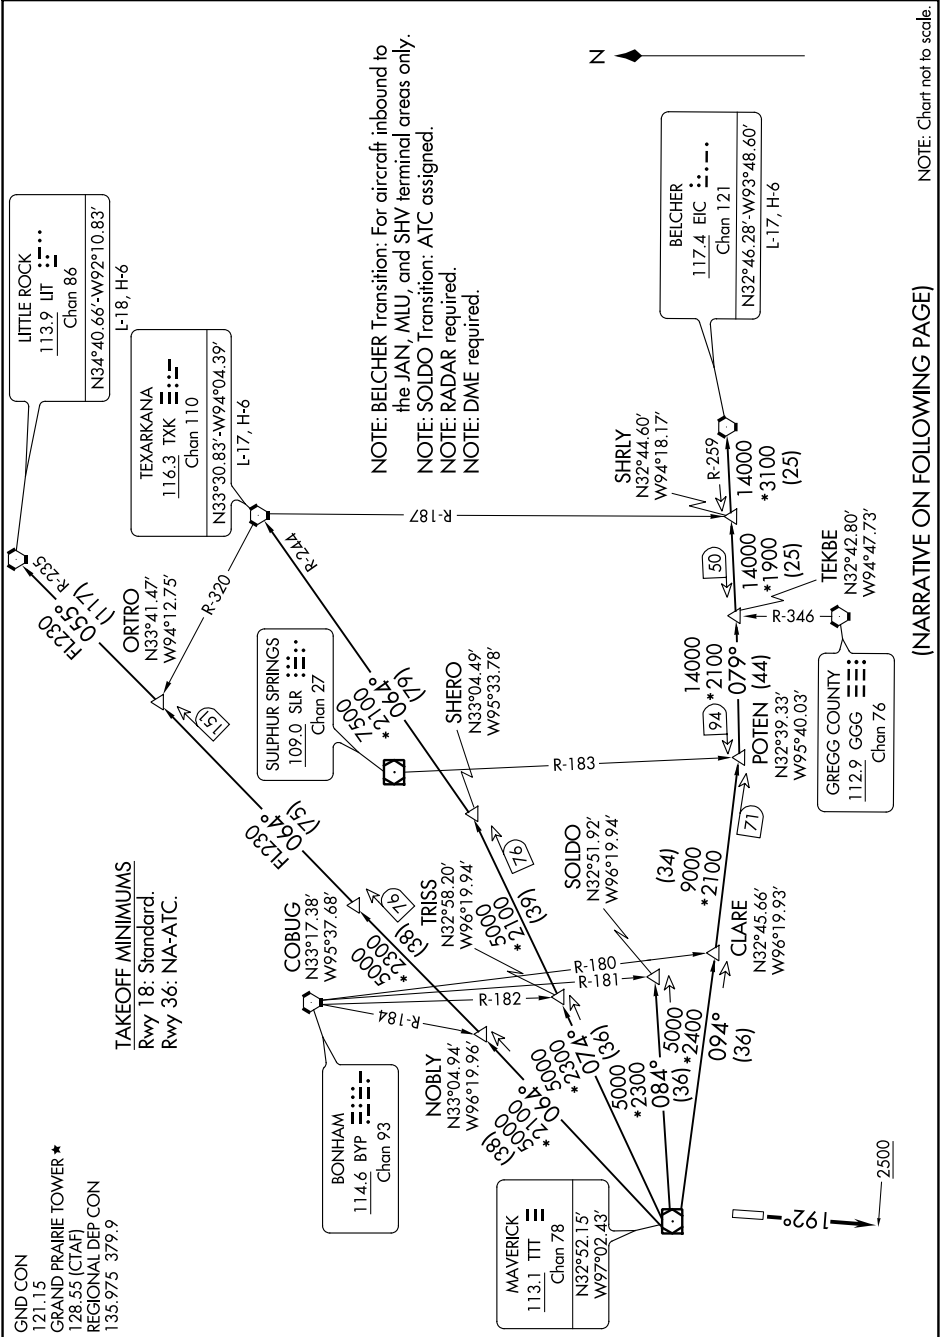 GND CON
121.15
GRAND PRAIRIE TOWER ★
128.55 (CTAF)
REGIONAL DEP CON
135.975 379.9
TAKEOFF MINIMUMS
Rwy 18: Standard.
Rwy 36: NA-ATC.
LITTLE ROCK
113.9 LIT
Chan 86
N34°40.66'-W92°10.83'
L-18, H-6
TEXARKANA
116.3 TXK
Chan 110
N33°30.83'-W94°04.39'
L-17, H-6
NOTE: BELCHER Transition: For aircraft inbound to
the JAN, MLU, and SHV terminal areas only.
NOTE: SOLDO Transition: ATC assigned.
NOTE: RADAR required.
NOTE: DME required.
N
R-235
FL230
055°
(117)
ORTRO
N33°41.47'
W94°12.75'
R-320
151
FL230
064°
(75)
SULPHUR SPRINGS
109.0 SLR
Chan 27
R-244
7500
*2100
064°
(79)
R-187
COBUG
N33°17.38'
W95°37.68'
76
5000
*2300
(38)
BONHAM
114.6 BYP
Chan 93
R-184
R-182
R-181
R-180
NOBLY
N33°04.94'
W96°19.96'
TRISS
N32°58.20'
W96°19.94'
5000
*2100
(39)
76
SHERO
N33°04.49'
W95°33.78'
R-183
SOLDO
N32°51.92'
W96°19.94'
(38)
5000
*2100
064°
5000
*2300
074°
(36)
5000
*2300
084°
(36)
5000
*2400
094°
(36)
MAVERICK
113.1 TTT
Chan 78
N32°52.15'
W97°02.43'
192°
2500
CLARE
N32°45.66'
W96°19.93'
(34)
9000
*2100
71
POTEN
N32°39.33'
W95°40.03'
94
14000
*2100
079°
(44)
GREGG COUNTY
112.9 GGG
Chan 76
R-346
TEKBE
N32°42.80'
W94°47.73'
50
14000
*1900
(25)
SHRLY
N32°44.60'
W94°18.17'
R-259
14000
*3100
(25)
BELCHER
117.4 EIC
Chan 121
N32°46.28'-W93°48.60'
L-17, H-6
(NARRATIVE ON FOLLOWING PAGE)
NOTE: Chart not to scale.